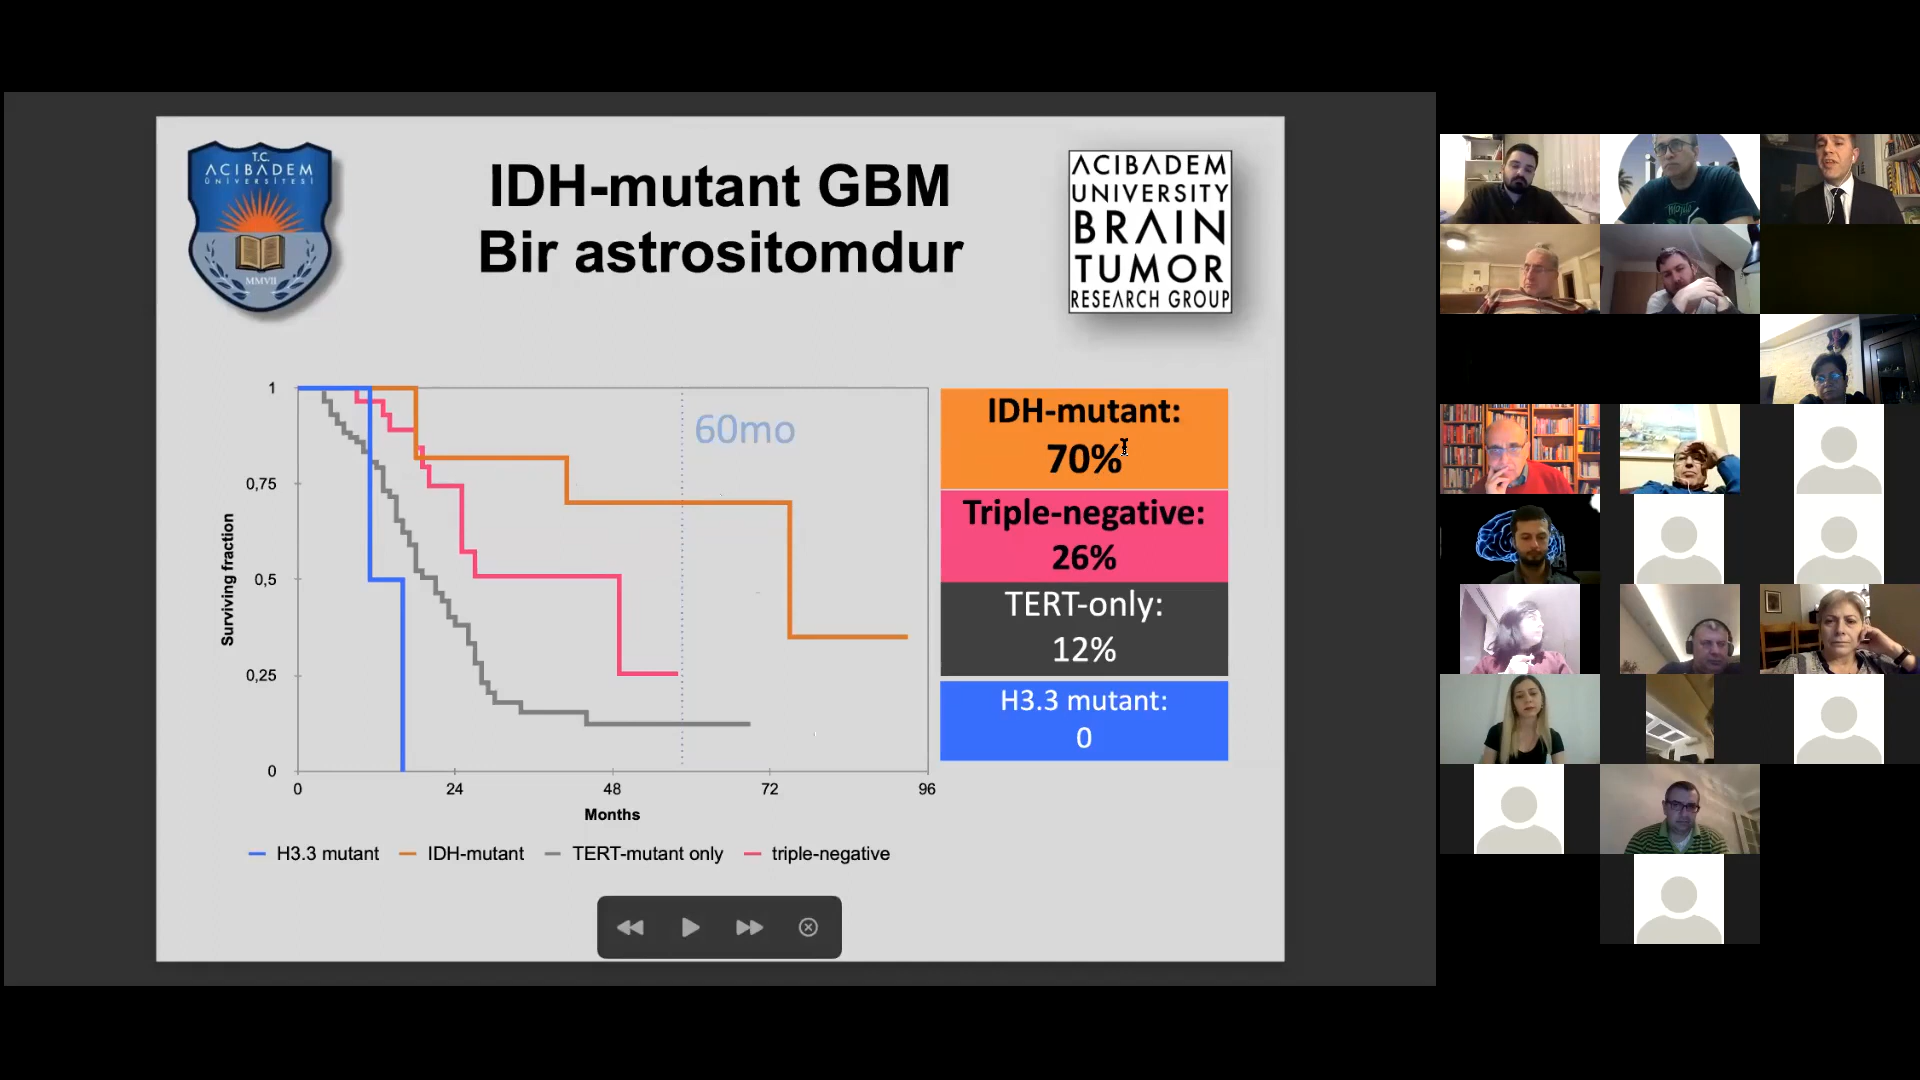 T.C.
ACIBADEM
ÜNİVERSİTESİ
MMVII
IDH-mutant GBM
Bir astrositomdur
ACIBADEM
UNIVERSITY
BRAIN
TUMOR
RESEARCH GROUP
1
0,75
0,5
0,25
0
Surviving fraction
60mo
0
24
48
72
96
Months
H3.3 mutant
IDH-mutant
TERT-mutant only
triple-negative
IDH-mutant:
70%
Triple-negative:
26%
TERT-only:
12%
H3.3 mutant:
0